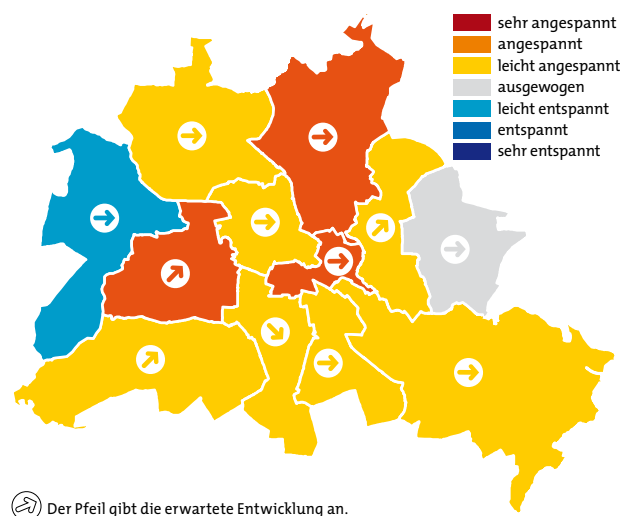 sehr angespannt
angespannt
leicht angespannt
ausgewogen
leicht entspannt
entspannt
sehr entspannt
Der Pfeil gibt die erwartete Entwicklung an.